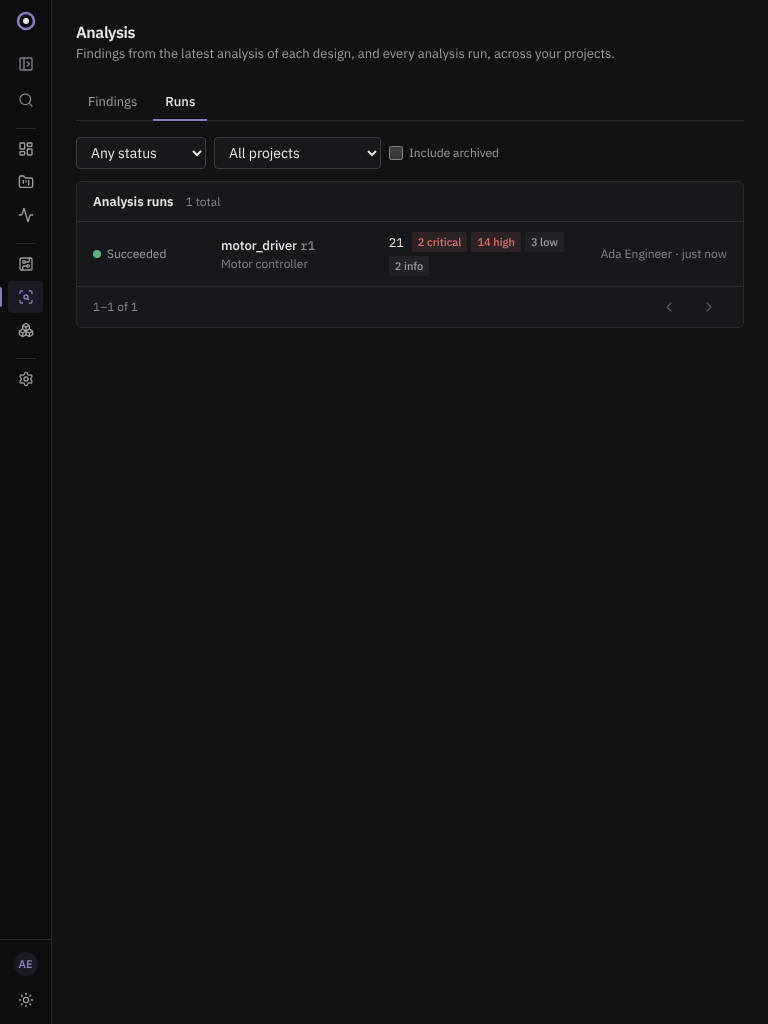 Analysis
Findings from the latest analysis of each design, and every analysis run, across your projects.
Findings Runs
Any status All projects Include archived
Analysis runs 1 total
Succeeded motor_driver r1 21 2 critical 14 high 3 low Ada Engineer · just now
Motor controller 2 info
1–1 of 1
AE